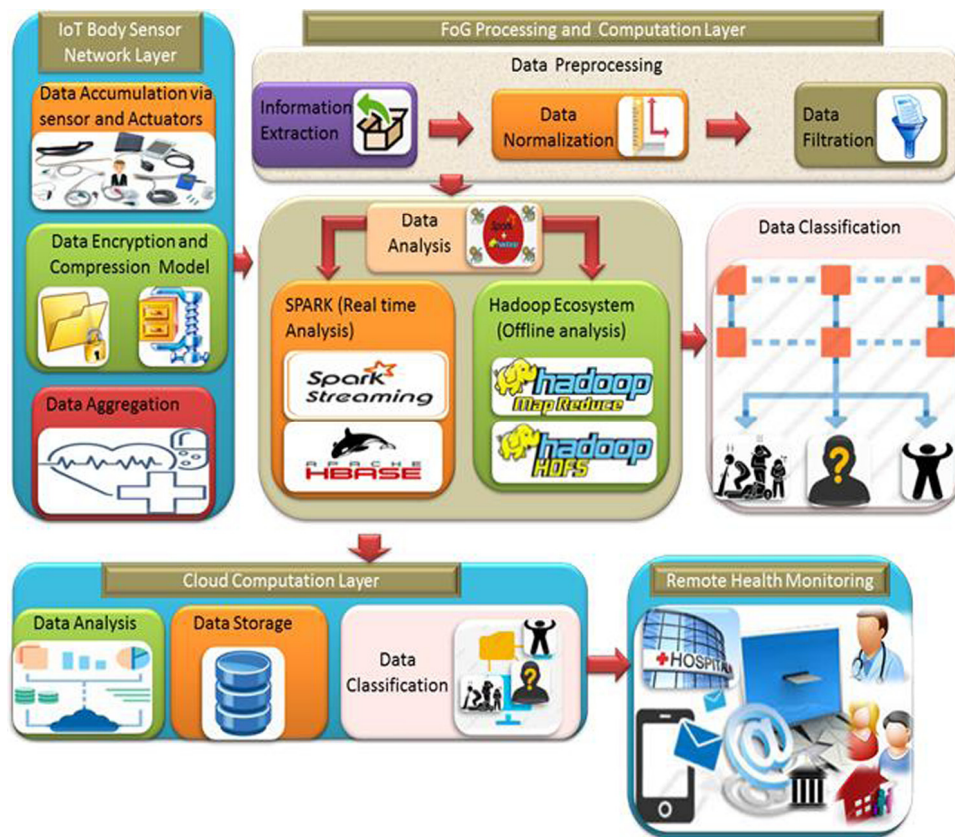 IoT Body Sensor
Network Layer
Data Accumulation via
sensor and Actuators
Data Encryption and
Compression Model
Data Aggregation
FoG Processing and Computation Layer
Data Preprocessing
Information
Extraction
Data
Normalization
Data
Filtration
Data
Analysis
Spark
+
hadoop
SPARK (Real time
Analysis)
Spark
Streaming
APACHE
HBASE
Hadoop Ecosystem
(Offline analysis)
hadoop
Map Reduce
hadoop
HDFS
Data Classification
?
Cloud Computation Layer
Data Analysis
Data Storage
Data
Classification
?
Remote Health Monitoring
HOSPITAL
@